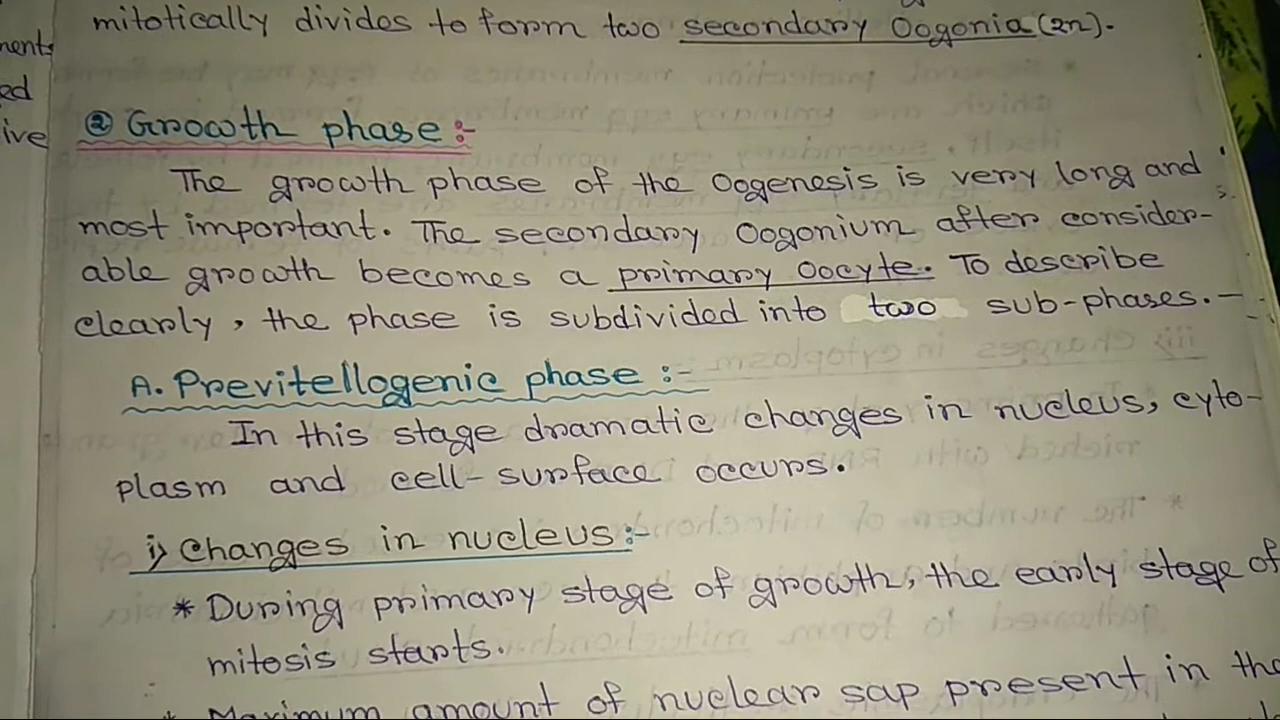 ments
ed
ive
mitotically divides to form two secondary Oogonia (2n).
② Growth phase :-
The growth phase of the Oogenesis is very long and
most important. The secondary Oogonium after consider-
able growth becomes a primary Oocyte. To describe
clearly, the phase is subdivided into two sub-phases. —
A. Previtellogenic phase :-
In this stage dramatic changes in nucleus, cyto-
plasm and cell-surface occurs.
i) changes in nucleus :-
* During primary stage of growth, the early stage of
mitosis starts.
* Maximum amount of nuclear sap present in the